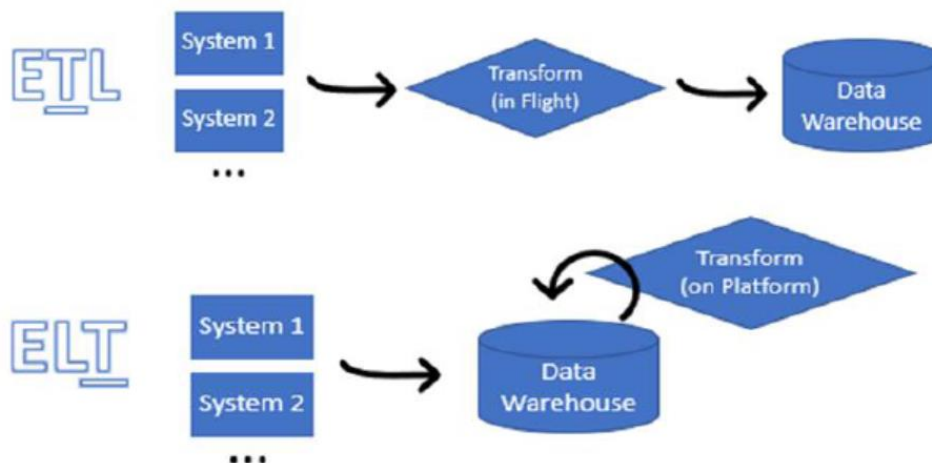 ETL
System 1
System 2
...
Transform
(in Flight)
Data
Warehouse
ELT
System 1
System 2
...
Transform
(on Platform)
Data
Warehouse